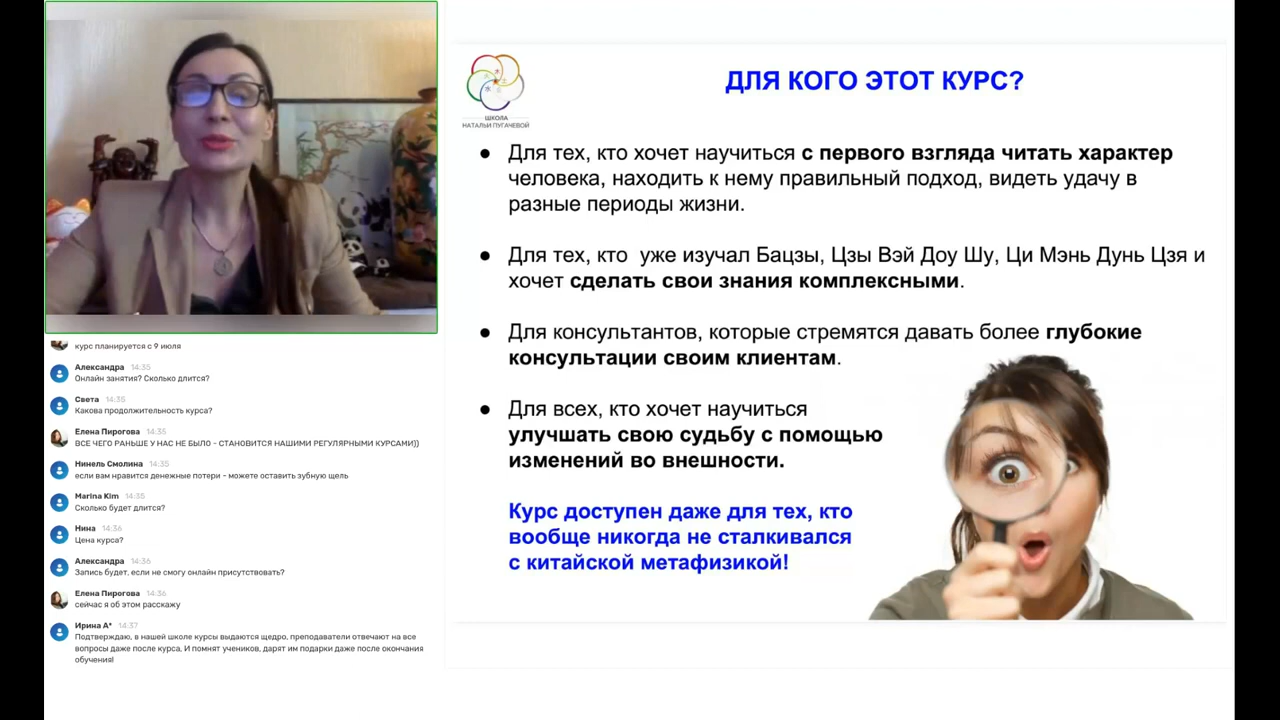 курс планируется с 9 июля
Александра 14:35
Онлайн занятия? Сколько длится?
Света 14:35
Какова продолжительность курса?
Елена Пирогова 14:35
ВСЕ ЧЕГО РАНЬШЕ У НАС НЕ БЫЛО - СТАНОВИТСЯ НАШИМИ РЕГУЛЯРНЫМИ КУРСАМИ))
Нинель Смолина 14:35
если вам нравится денежные потери - можете оставить зубную щель
Marina Kim 14:35
Сколько будет длится?
Нина 14:36
Цена курса?
Александра 14:36
Запись будет, если не смогу онлайн присутствовать?
Елена Пирогова 14:36
сейчас я об этом расскажу
Ирина А* 14:37
Подтверждаю, в нашей школе курсы выдаются щедро, преподаватели отвечают на все
вопросы даже после курса, И помнят учеников, дарят им подарки даже после окончания
обучения!
ШКОЛА
НАТАЛЬИ ПУГАЧЕВОЙ
ДЛЯ КОГО ЭТОТ КУРС?
● Для тех, кто хочет научиться с первого взгляда читать характер
человека, находить к нему правильный подход, видеть удачу в
разные периоды жизни.
● Для тех, кто уже изучал Бацзы, Цзы Вэй Доу Шу, Ци Мэнь Дунь Цзя и
хочет сделать свои знания комплексными.
● Для консультантов, которые стремятся давать более глубокие
консультации своим клиентам.
● Для всех, кто хочет научиться
улучшать свою судьбу с помощью
изменений во внешности.
Курс доступен даже для тех, кто
вообще никогда не сталкивался
с китайской метафизикой!